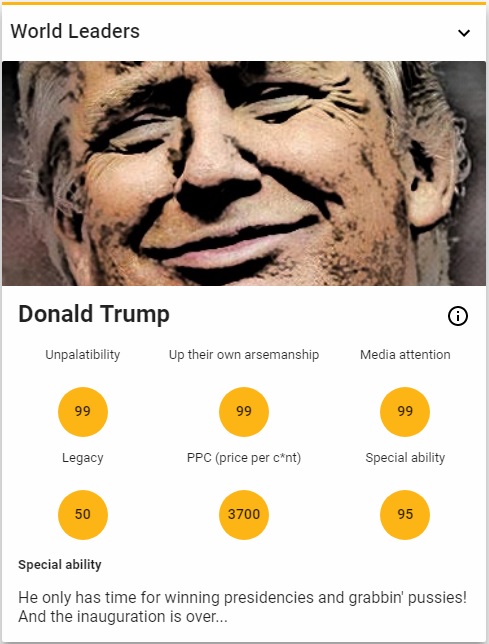 World Leaders
Donald Trump
Unpalatibility Up their own arsemanship Media attention
99 99 99
Legacy PPC (price per c*nt) Special ability
50 3700 95
Special ability
He only has time for winning presidencies and grabbin' pussies!
And the inauguration is over...